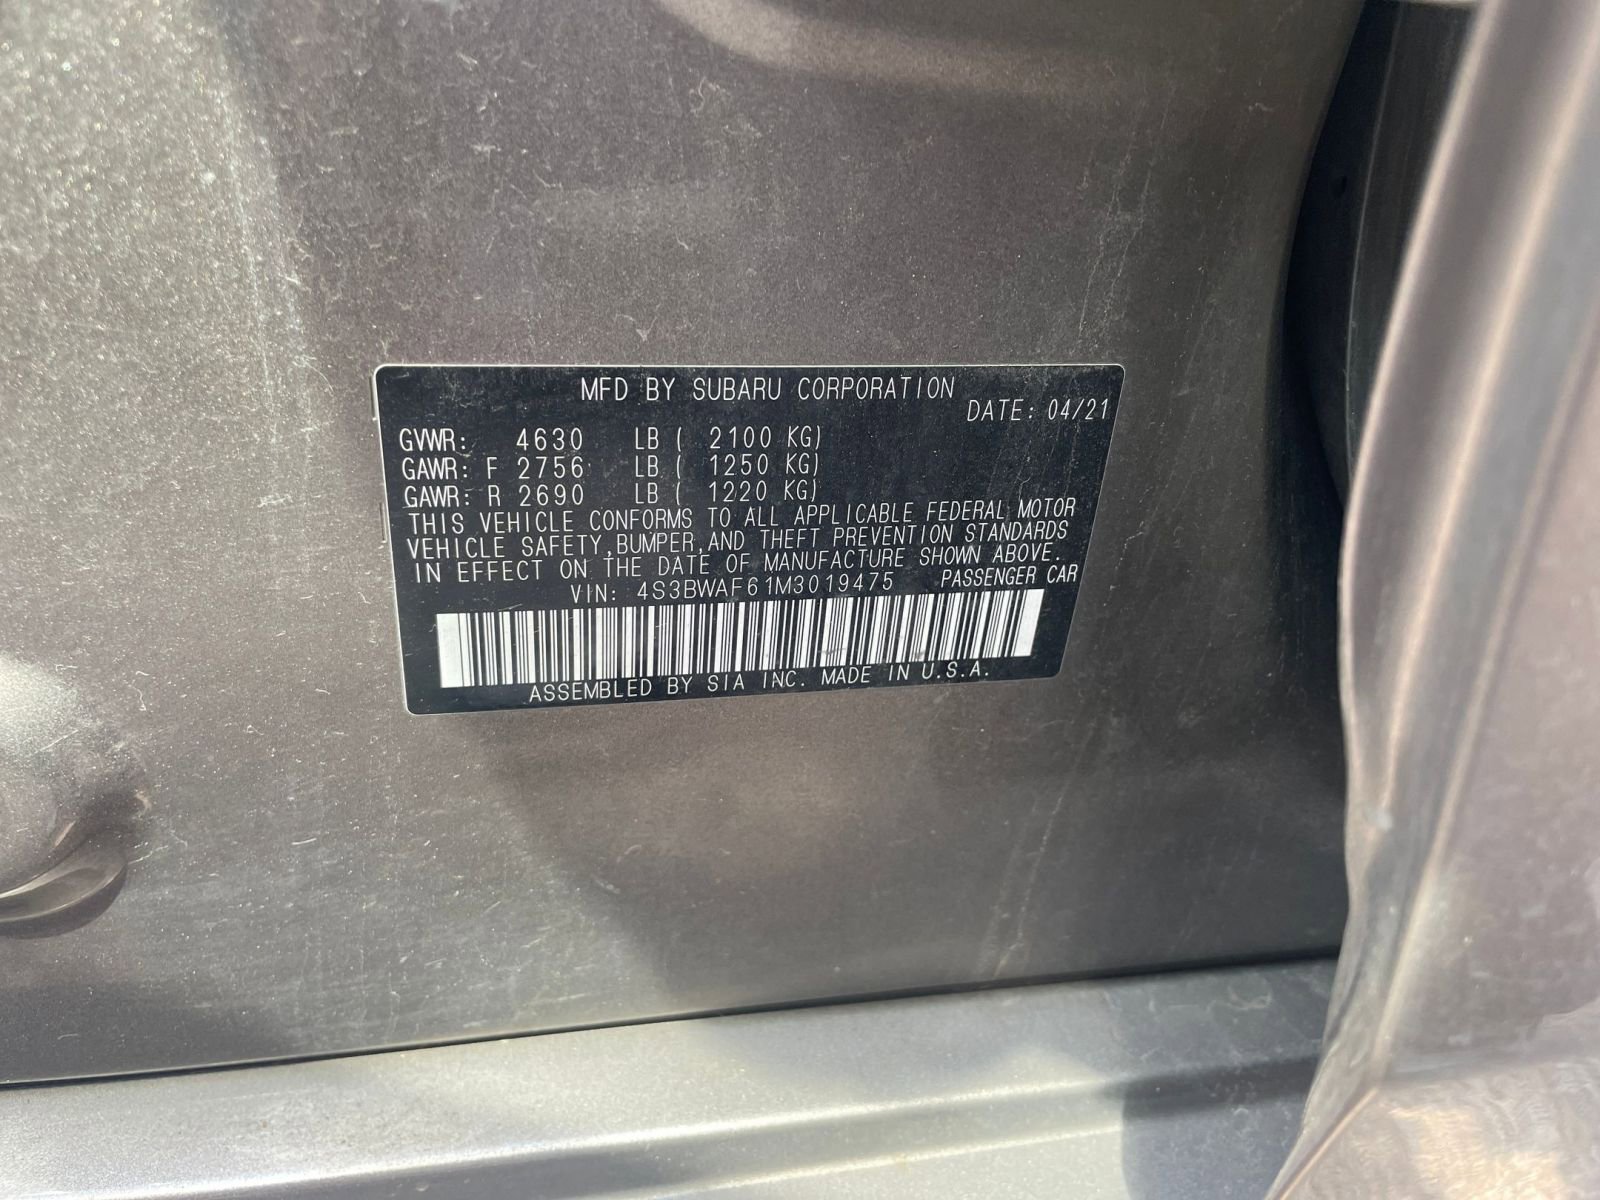 MFD BY SUBARU CORPORATION
DATE: 04/21
GVWR: 4630 LB ( 2100 KG)
GAWR: F 2756 LB ( 1250 KG)
GAWR: R 2690 LB ( 1220 KG)
THIS VEHICLE CONFORMS TO ALL APPLICABLE FEDERAL MOTOR
VEHICLE SAFETY, BUMPER, AND THEFT PREVENTION STANDARDS
IN EFFECT ON THE DATE OF MANUFACTURE SHOWN ABOVE.
VIN: 4S3BWAF61M3019475 PASSENGER CAR
ASSEMBLED BY SIA INC. MADE IN U.S.A.